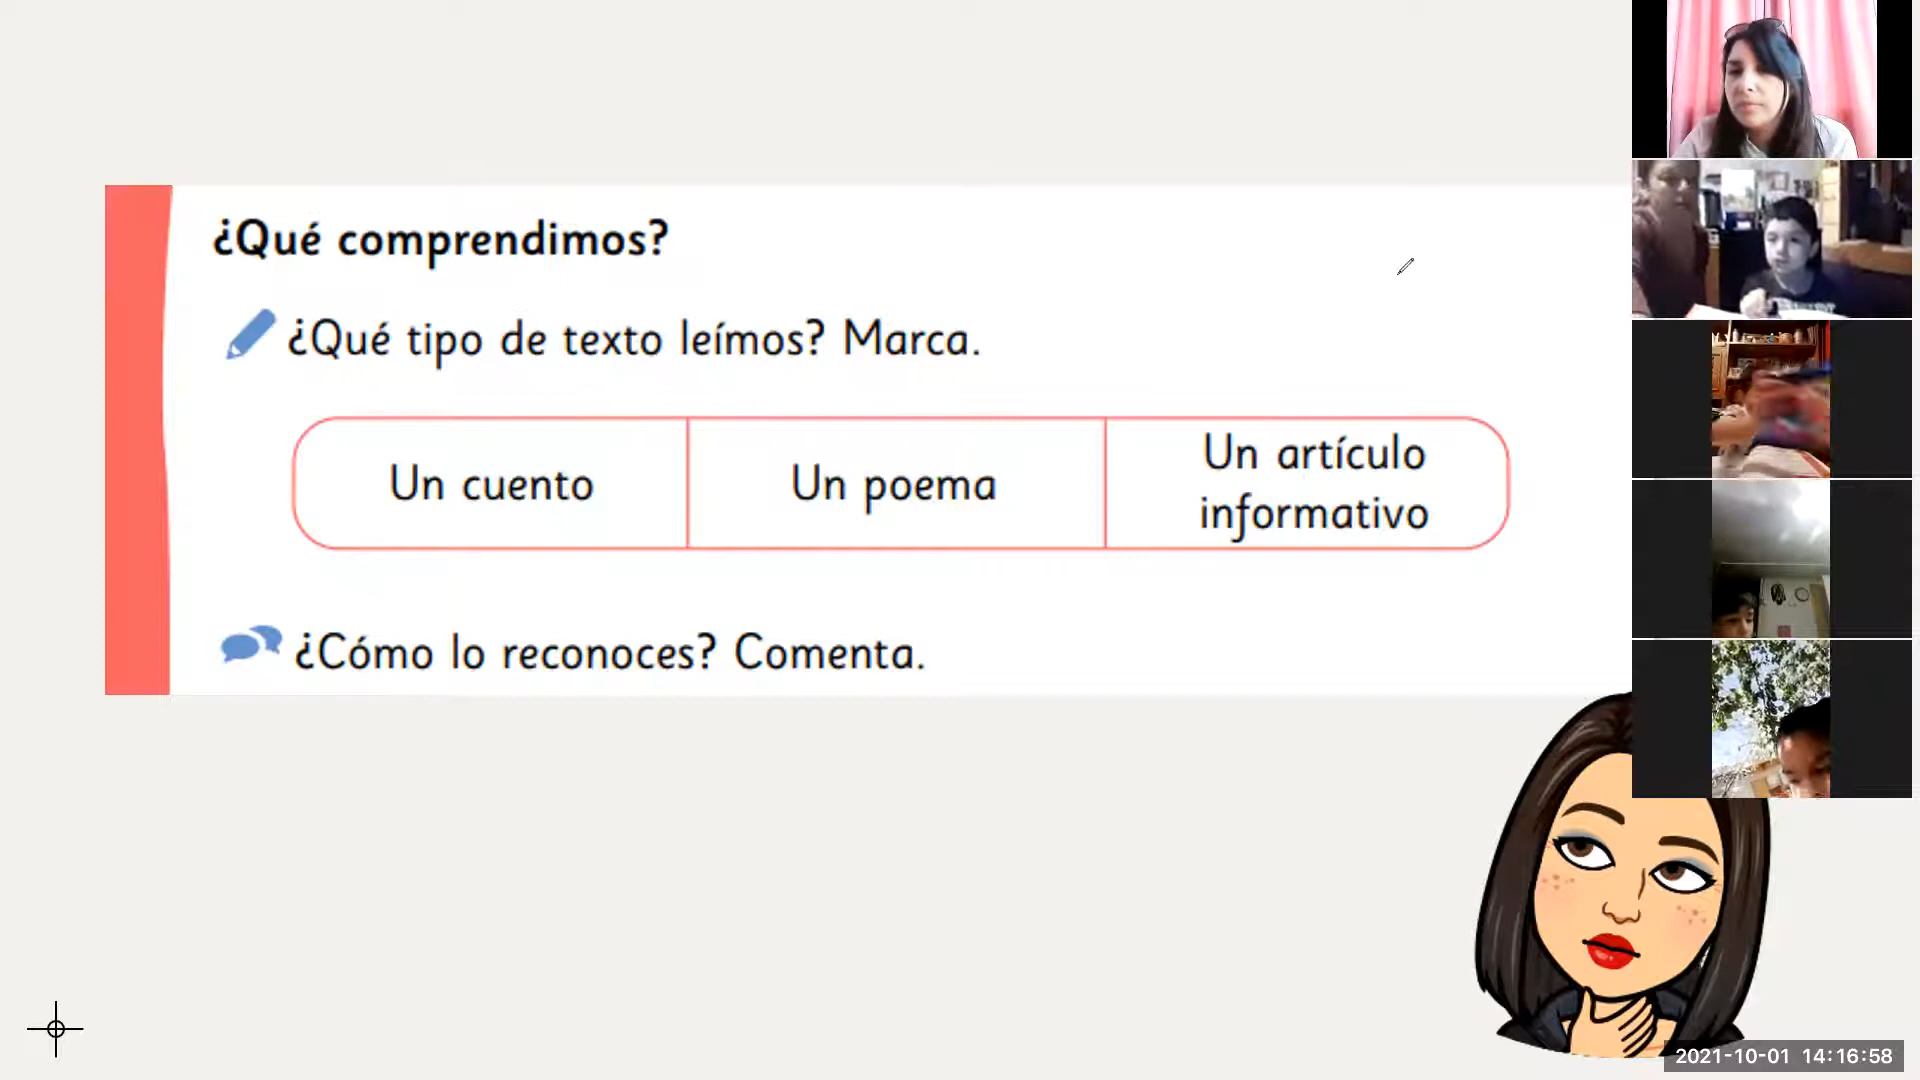 ¿Qué comprendimos?
¿Qué tipo de texto leímos? Marca.
Un cuento
Un poema
Un artículo
informativo
¿Cómo lo reconoces? Comenta.
2021-10-01 14:16:58